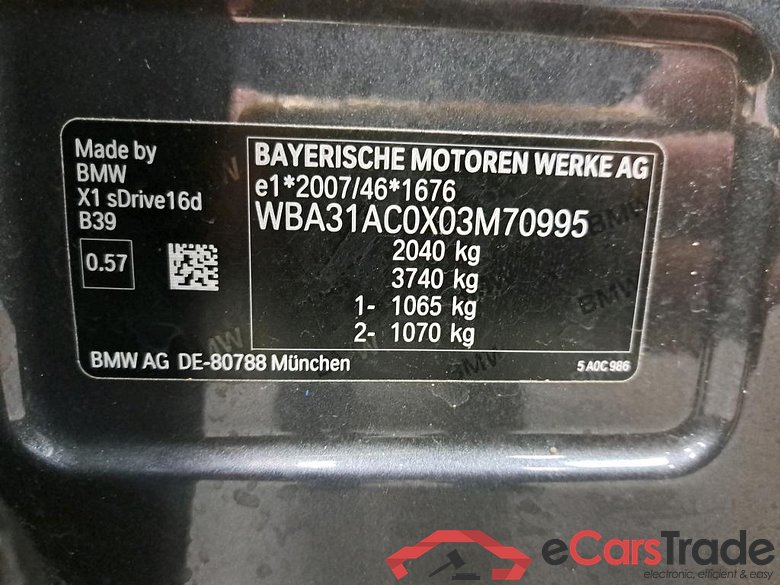 Made by
BMW
X1 sDrive16d
B39
0.57
BAYERISCHE MOTOREN WERKE AG
e1*2007/46*1676
WBA31AC0X03M70995
2040 kg
3740 kg
1- 1065 kg
2- 1070 kg
BMW AG DE-80788 München
5 A0C 986
eCarsTrade
electronic, efficient & easy